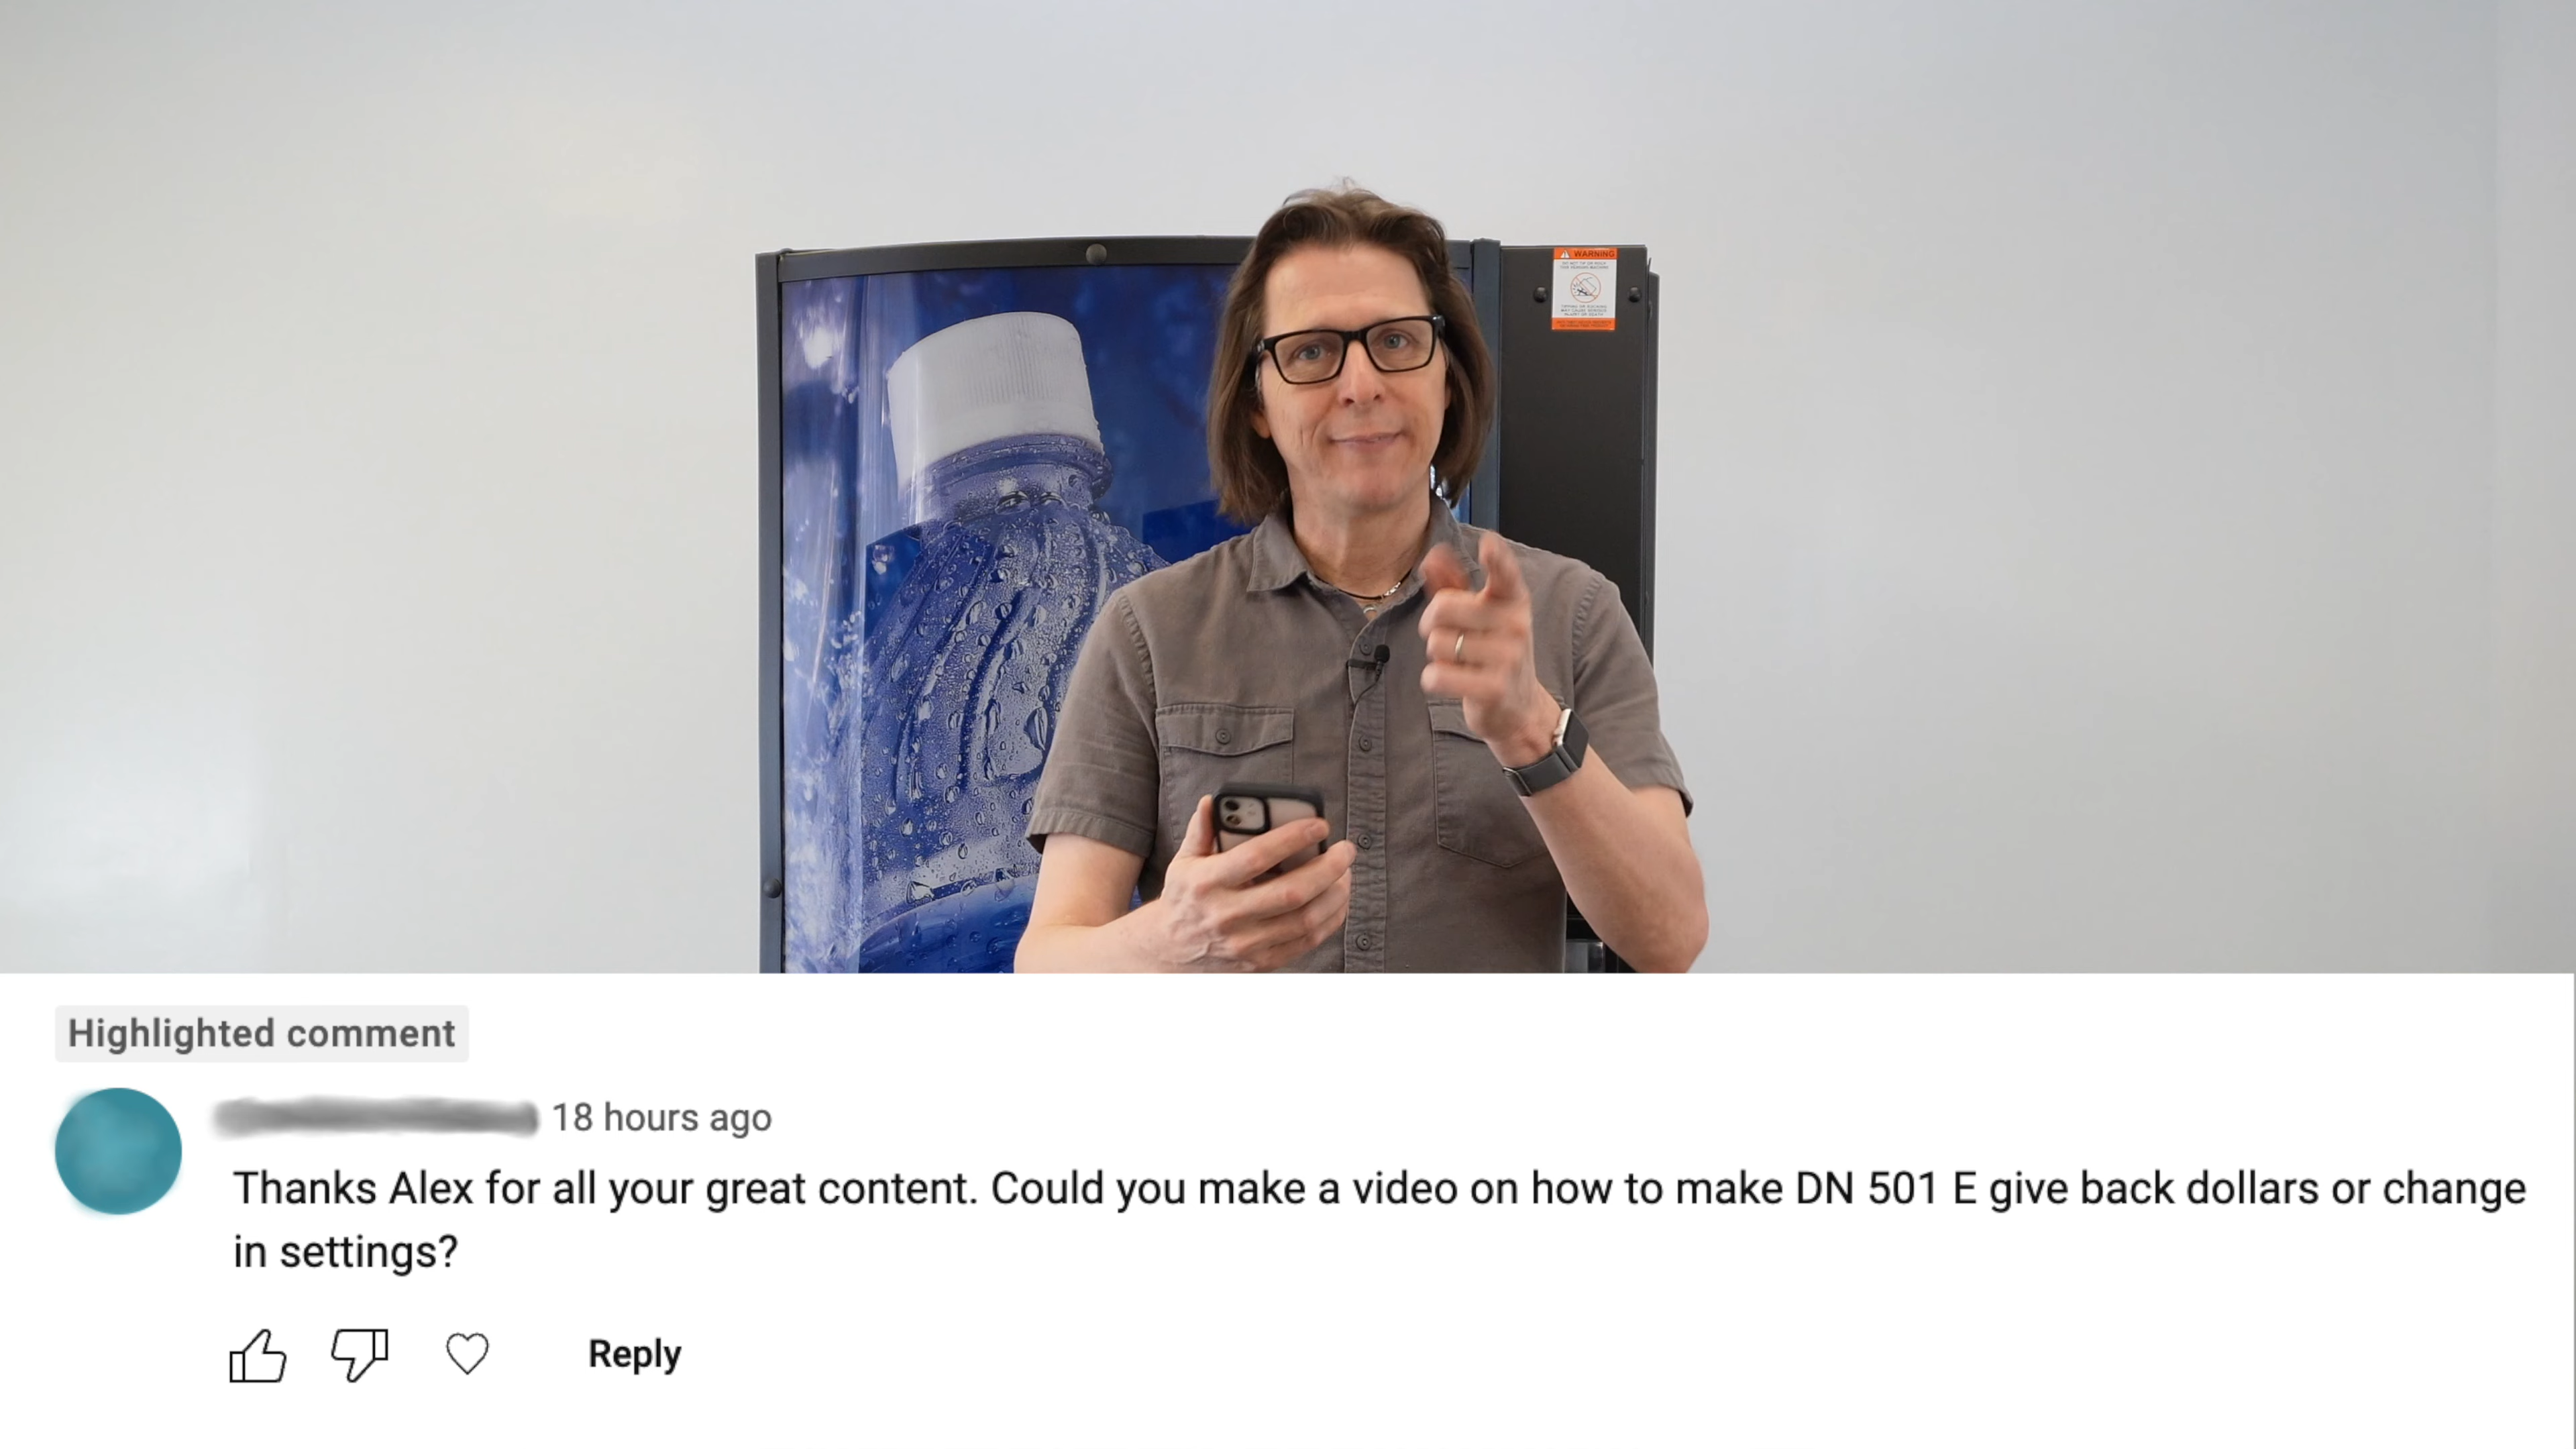 WARNING
Highlighted comment
18 hours ago
Thanks Alex for all your great content. Could you make a video on how to make DN 501 E give back dollars or change
in settings?
Reply